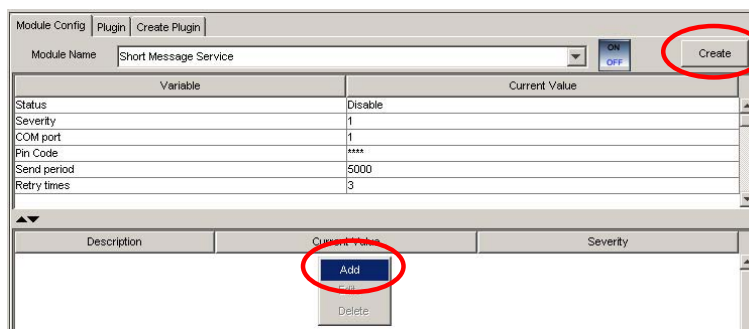 Module Config Plugin Create Plugin
Module Name Short Message Service ON OFF Create
Variable Current Value
Status Disable
Severity 1
COM port 1
Pin Code ****
Send period 5000
Retry times 3
Description Current Value Severity
Add
Edit
Delete